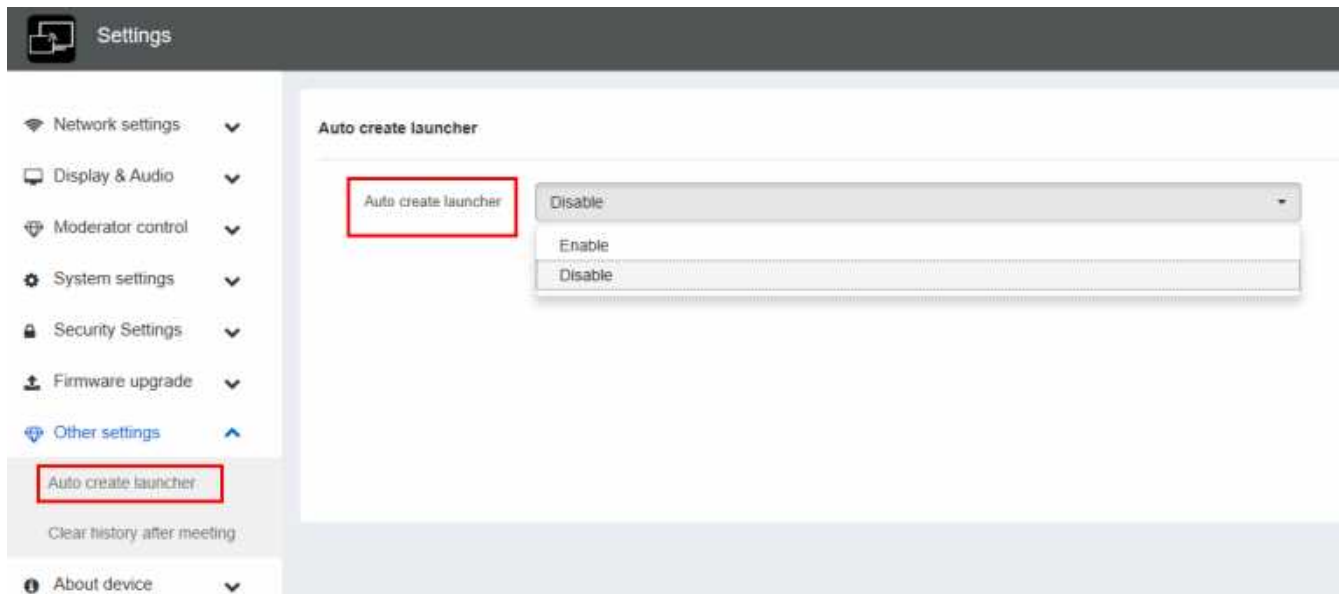 Settings
Network settings
Display & Audio
Moderator control
System settings
Security Settings
Firmware upgrade
Other settings
Auto create launcher
Clear history after meeting
About device
Auto create launcher
Auto create launcher
Disable
Enable
Disable